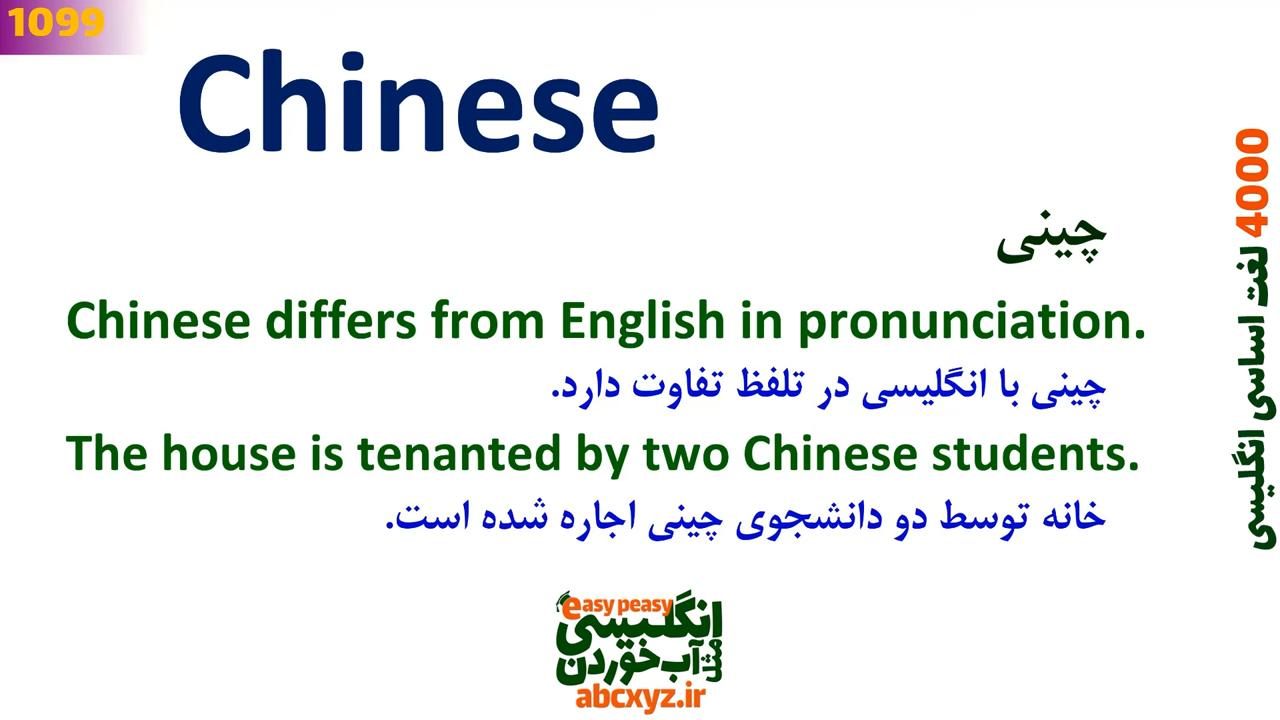 1099
Chinese
چینی
Chinese differs from English in pronunciation.
چینی با انگلیسی در تلفظ تفاوت دارد.
The house is tenanted by two Chinese students.
خانه توسط دو دانشجوی چینی اجاره شده است.
4000 لغت اساسی انگلیسی
easy peasy
انگلیسی
مثل آب خوردن
abcxyz.ir